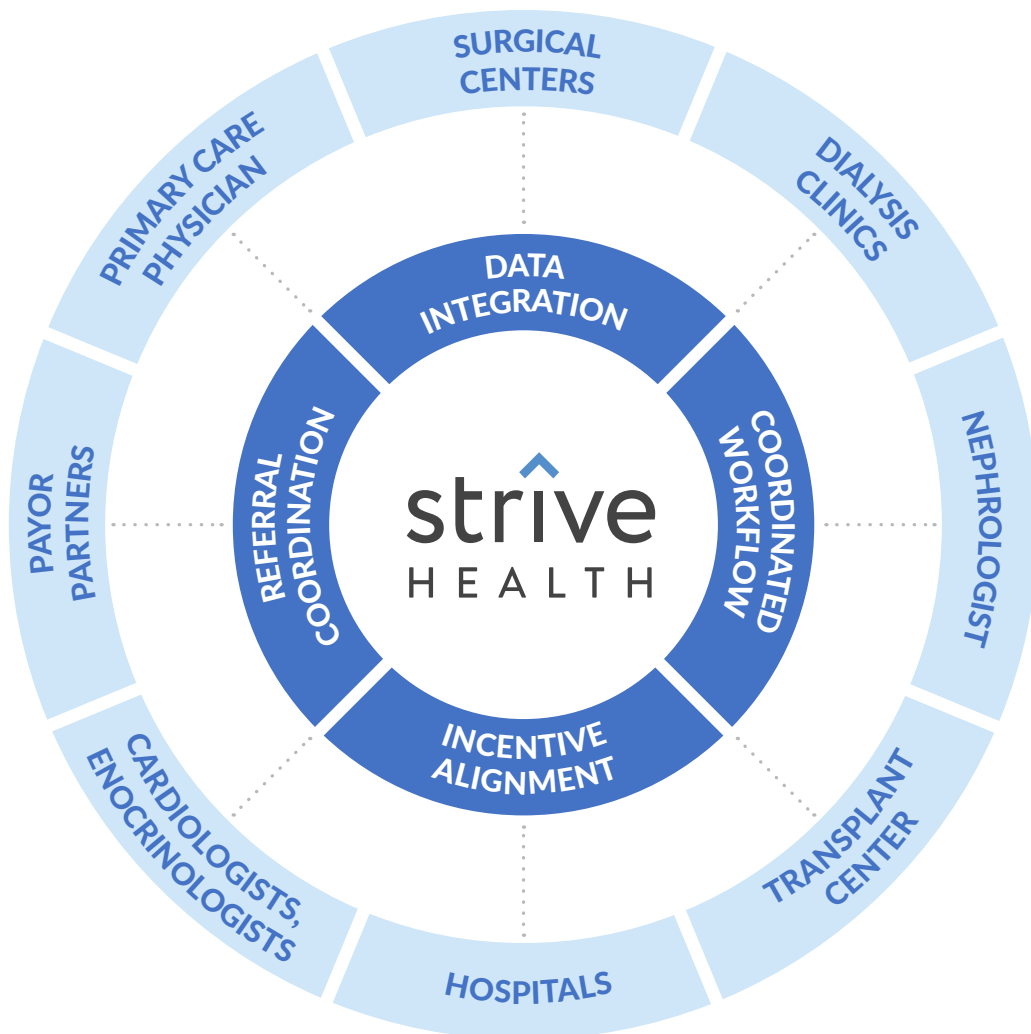 SURGICAL
CENTERS
DIALYSIS
CLINICS
NEPHROLOGIST
TRANSPLANT
CENTER
HOSPITALS
CARDIOLOGISTS,
ENOCRINOLOGISTS
PAYOR
PARTNERS
PRIMARY CARE
PHYSICIAN
DATA
INTEGRATION
COORDINATED
WORKFLOW
INCENTIVE
ALIGNMENT
REFERRAL
COORDINATION
strive
HEALTH